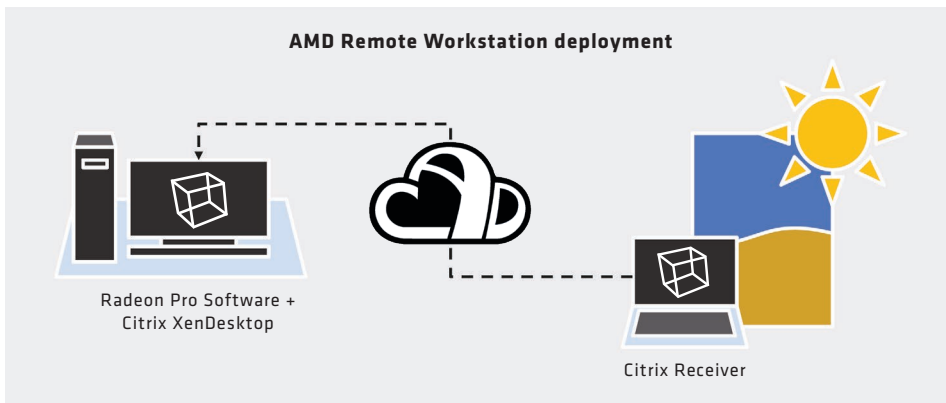 AMD Remote Workstation deployment
Radeon Pro Software +
Citrix XenDesktop
Citrix Receiver